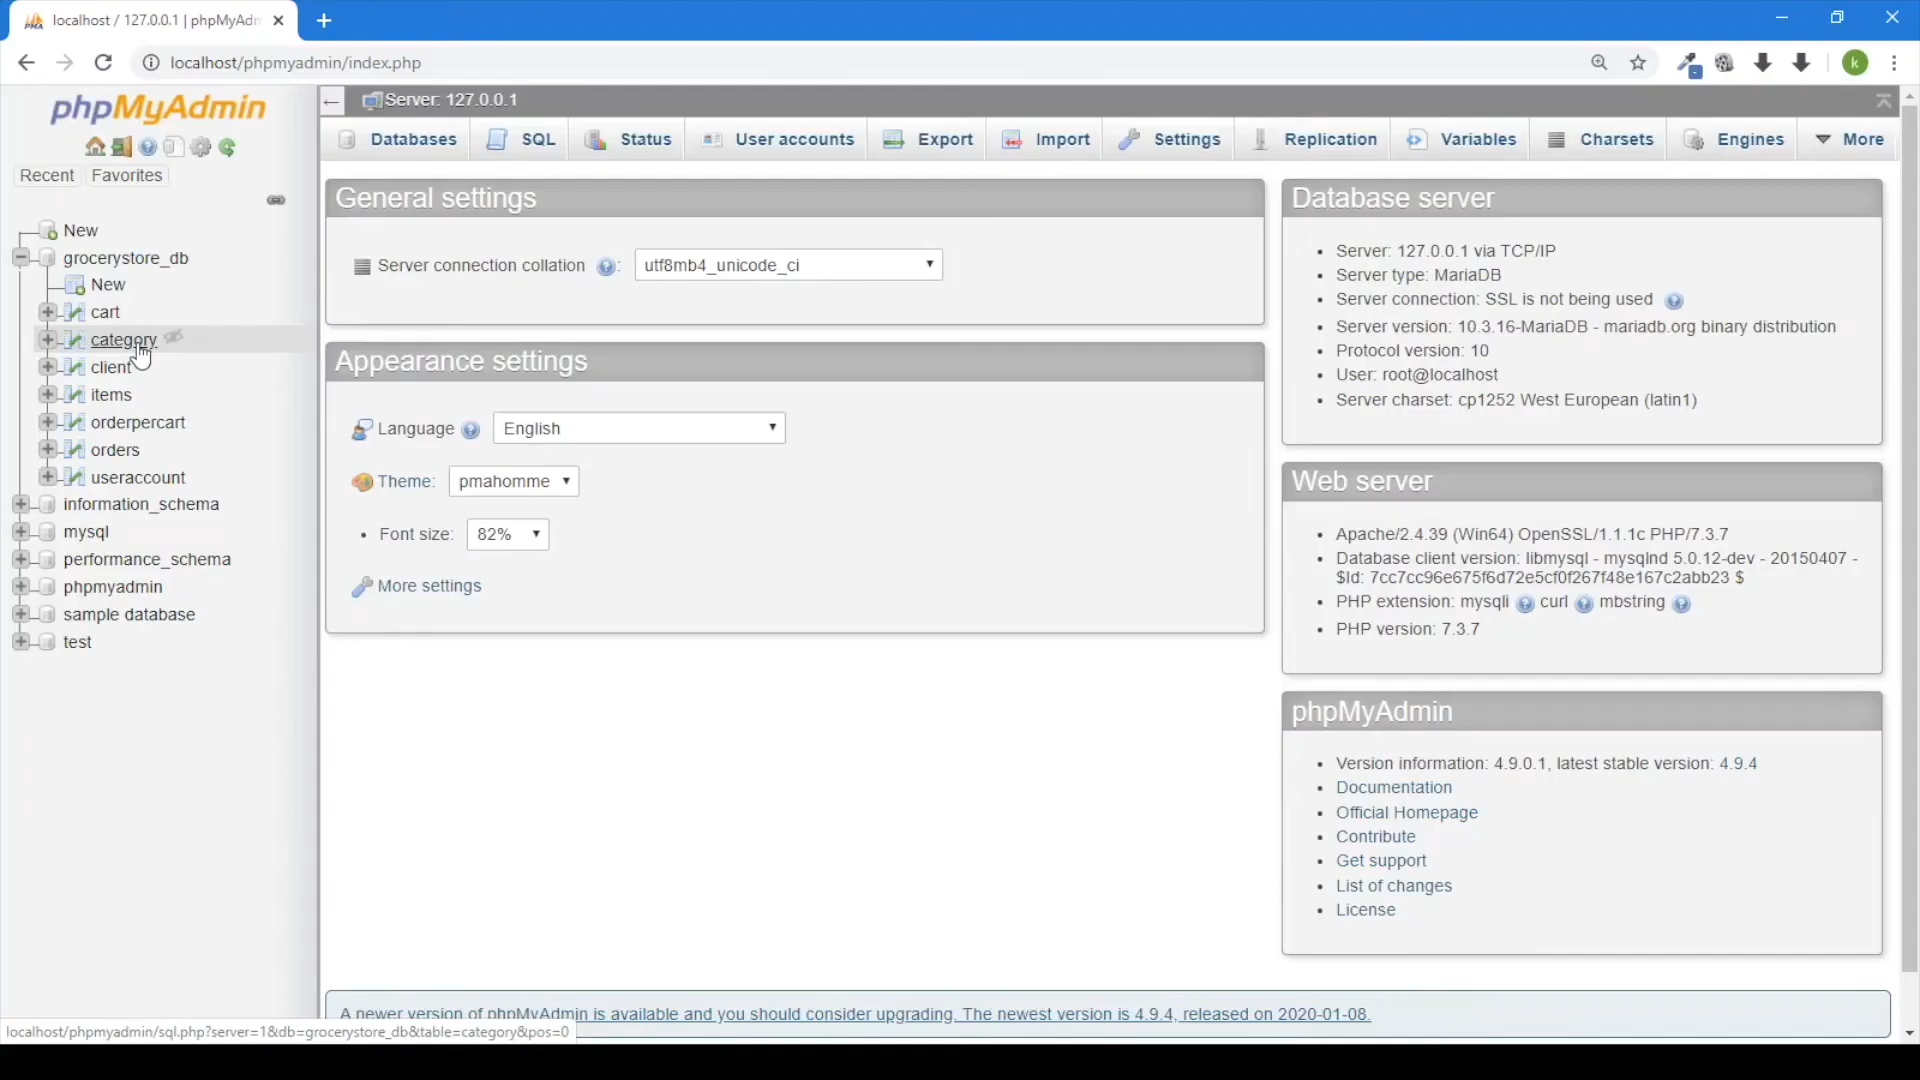 localhost / 127.0.0.1 | phpMyAdm
localhost/phpmyadmin/index.php
k
phpMyAdmin
Recent Favorites
New
grocerystore_db
New
cart
category
client
items
orderpercart
orders
useraccount
information_schema
mysql
performance_schema
phpmyadmin
sample database
test
Server: 127.0.0.1
Databases SQL Status User accounts Export Import Settings Replication Variables Charsets Engines More
General settings
Server connection collation : utf8mb4_unicode_ci
Appearance settings
Language English
Theme: pmahomme
Font size: 82%
More settings
Database server
Server: 127.0.0.1 via TCP/IP
Server type: MariaDB
Server connection: SSL is not being used
Server version: 10.3.16-MariaDB - mariadb.org binary distribution
Protocol version: 10
User: root@localhost
Server charset: cp1252 West European (latin1)
Web server
Apache/2.4.39 (Win64) OpenSSL/1.1.1c PHP/7.3.7
Database client version: libmysql - mysqlnd 5.0.12-dev - 20150407 -
$Id: 7cc7cc96e675f6d72e5cf0f267f48e167c2abb23 $
PHP extension: mysqli curl mbstring
PHP version: 7.3.7
phpMyAdmin
Version information: 4.9.0.1, latest stable version: 4.9.4
Documentation
Official Homepage
Contribute
Get support
List of changes
License
A newer version of phpMyAdmin is available and you should consider upgrading. The newest version is 4.9.4, released on 2020-01-08.
localhost/phpmyadmin/sql.php?server=1&db=grocerystore_db&table=category&pos=0